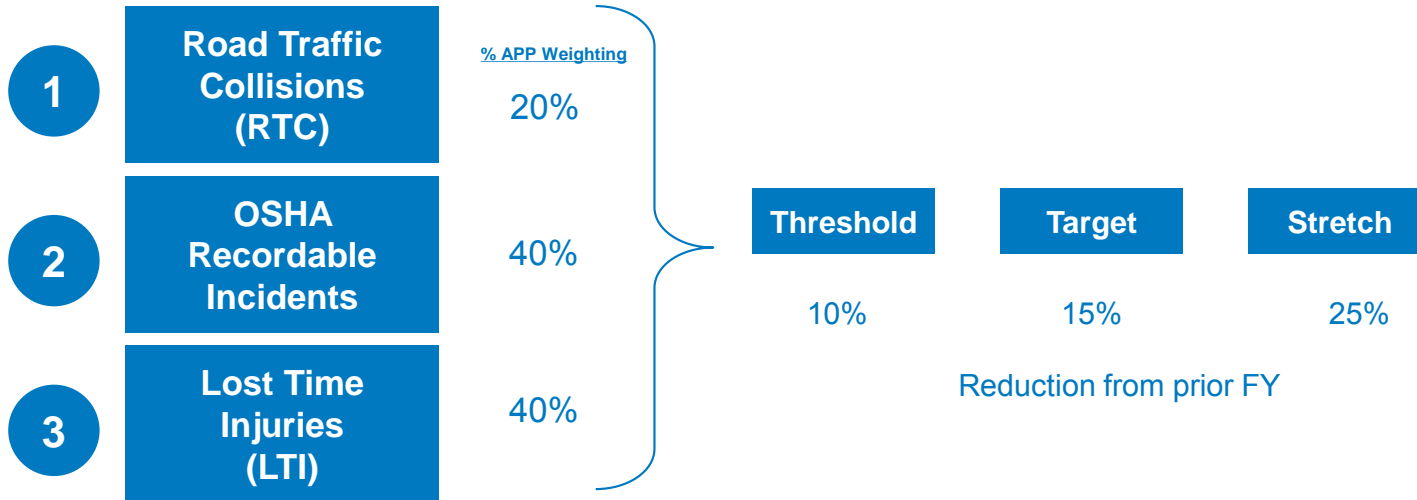 1
Road Traffic
Collisions
(RTC)
% APP Weighting
20%
2
OSHA
Recordable
Incidents
40%
3
Lost Time
Injuries
(LTI)
40%
Threshold
Target
Stretch
10%
15%
25%
Reduction from prior FY